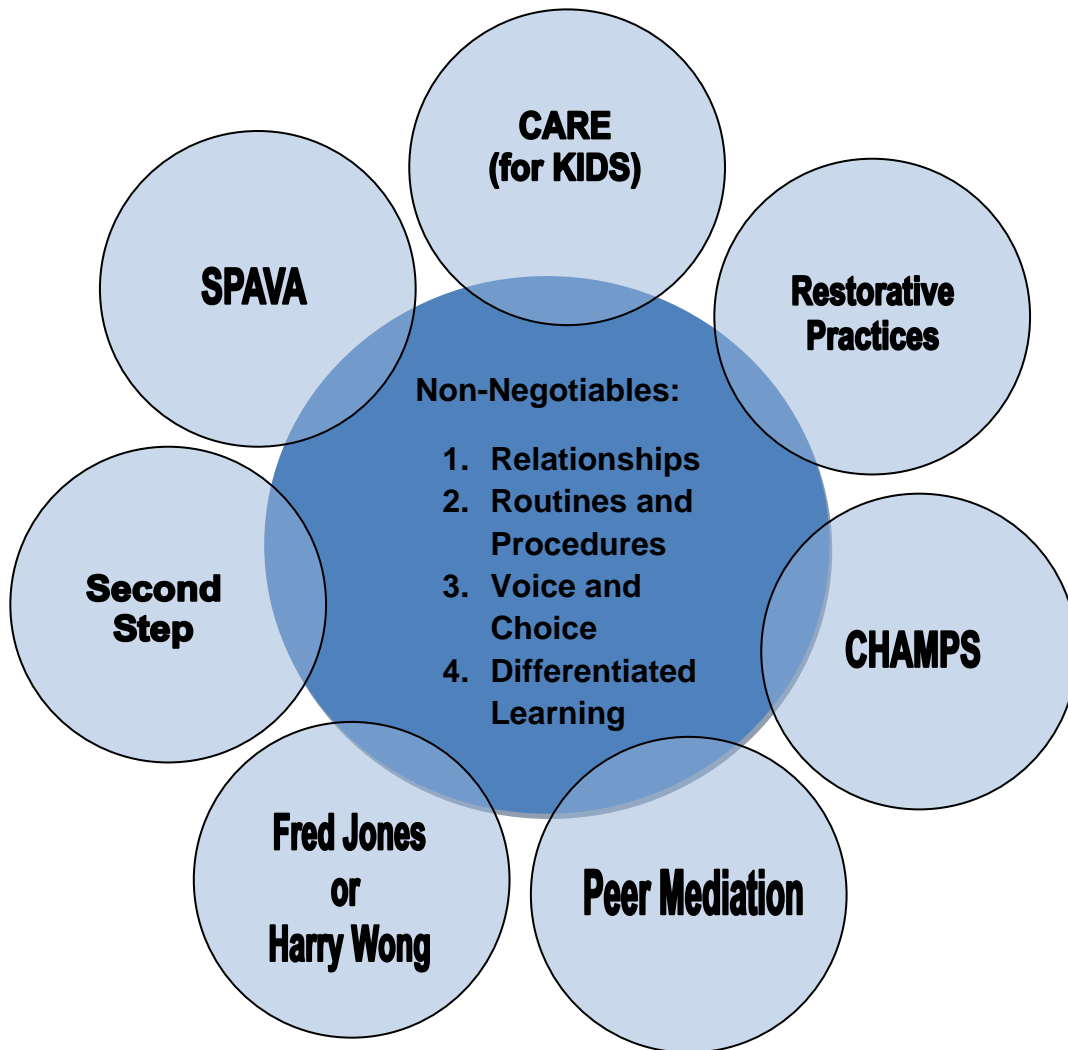 CARE
(for KIDS)
SPAVA
Restorative
Practices
Non-Negotiables:
1. Relationships
2. Routines and
Procedures
3. Voice and
Choice
4. Differentiated
Learning
Second
Step
CHAMPS
Fred Jones
or
Harry Wong
Peer Mediation